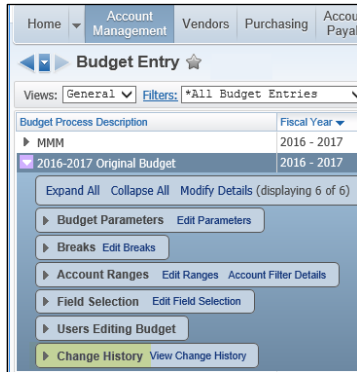 Home Account Management Vendors Purchasing
Budget Entry
Views: General Filters: *All Budget Entries
Budget Process Description Fiscal Year
MMM 2016 - 2017
2016-2017 Original Budget 2016 - 2017
Expand All Collapse All Modify Details (displaying 6 of 6)
Budget Parameters Edit Parameters
Breaks Edit Breaks
Account Ranges Edit Ranges Account Filter Details
Field Selection Edit Field Selection
Users Editing Budget
Change History View Change History